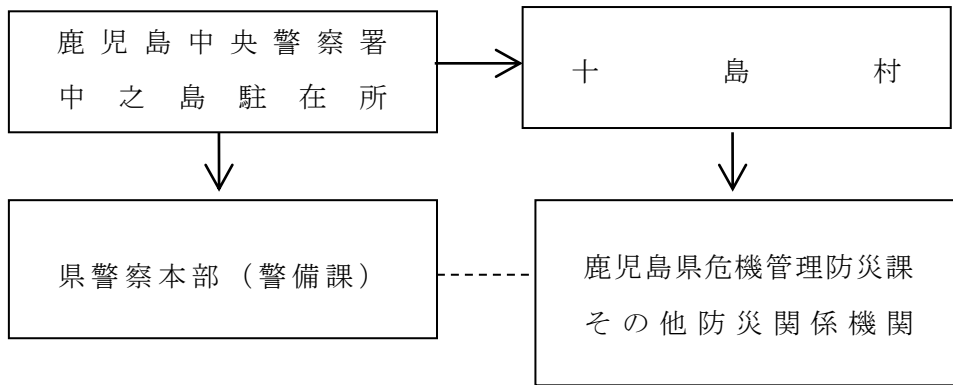 鹿児島中央警察署
中之島駐在所
十島村
県警察本部（警備課）
鹿児島県危機管理防災課
その他防災関係機関